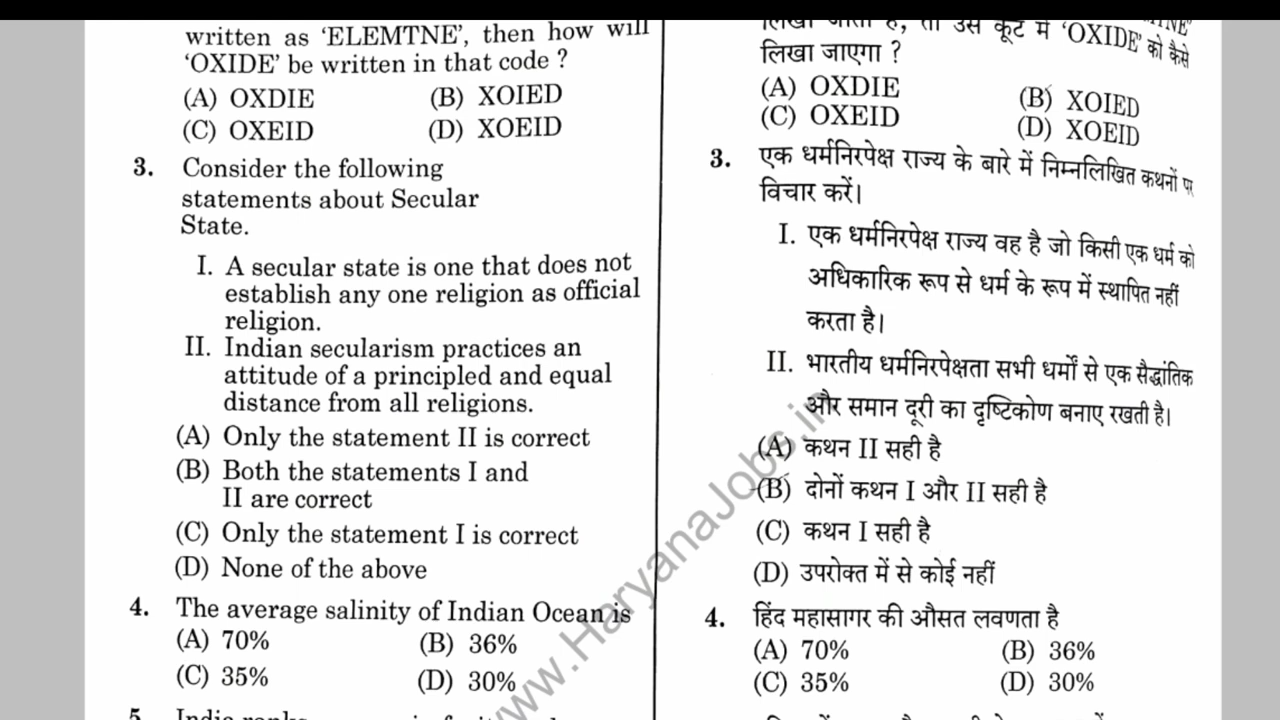 written as 'ELEMTNE', then how will
'OXIDE' be written in that code ?
(A) OXDIE (B) XOIED
(C) OXEID (D) XOEID
3. Consider the following
statements about Secular
State.
I. A secular state is one that does not
establish any one religion as official
religion.
II. Indian secularism practices an
attitude of a principled and equal
distance from all religions.
(A) Only the statement II is correct
(B) Both the statements I and
II are correct
(C) Only the statement I is correct
(D) None of the above
4. The average salinity of Indian Ocean is
(A) 70% (B) 36%
(C) 35% (D) 30%
लिखा जाता है, तो उस कूट में 'OXIDE' को कैसे
लिखा जाएगा ?
(A) OXDIE (B) XOIED
(C) OXEID (D) XOEID
3. एक धर्मनिरपेक्ष राज्य के बारे में निम्नलिखित कथनों पर
विचार करें।
I. एक धर्मनिरपेक्ष राज्य वह है जो किसी एक धर्म को
अधिकारिक रूप से धर्म के रूप में स्थापित नहीं
करता है।
II. भारतीय धर्मनिरपेक्षता सभी धर्मों से एक सैद्धांतिक
और समान दूरी का दृष्टिकोण बनाए रखती है।
(A) कथन II सही है
(B) दोनों कथन I और II सही है
(C) कथन I सही है
(D) उपरोक्त में से कोई नहीं
4. हिंद महासागर की औसत लवणता है
(A) 70% (B) 36%
(C) 35% (D) 30%
www.HaryanaJobs.in